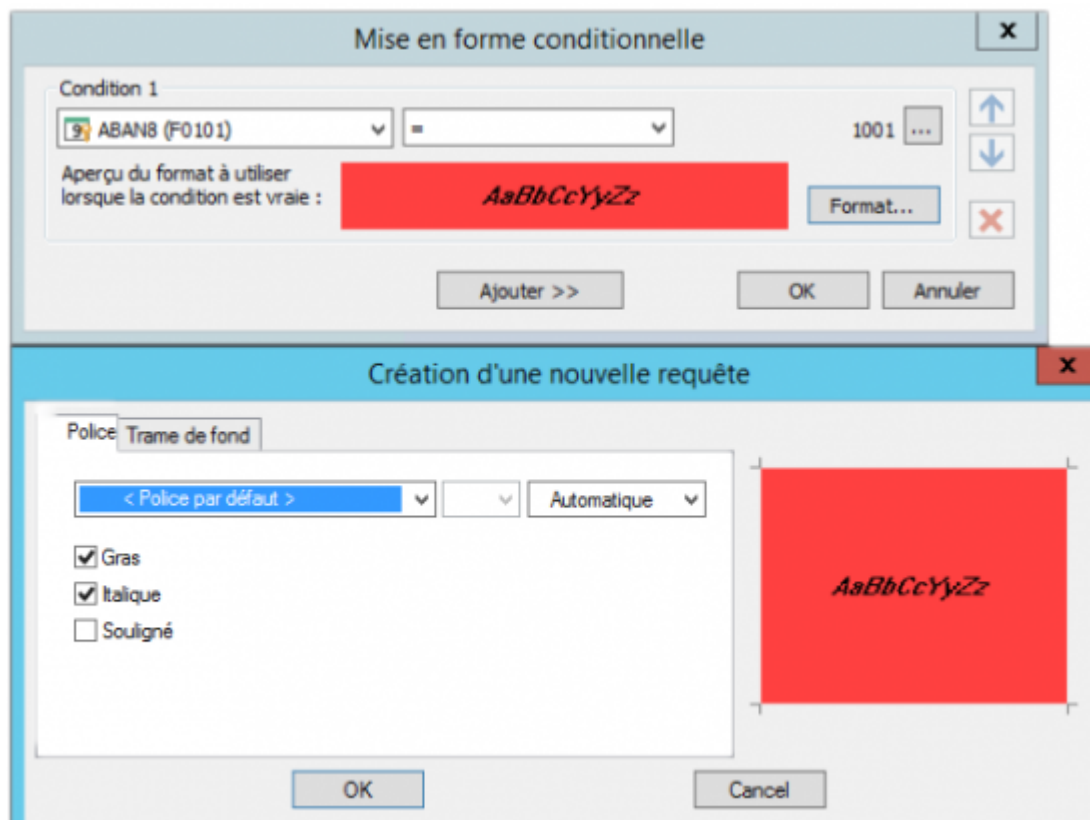 Mise en forme conditionnelle
x
Condition 1
9 ABAN8 (F0101) = 1001 ...
Aperçu du format à utiliser
lorsque la condition est vraie :
AaBbCcYyZz
Format...
Ajouter >> OK Annuler
Création d'une nouvelle requête
x
Police Trame de fond
< Police par défaut > Automatique
Gras
Italique
Souligné
AaBbCcYyZz
OK Cancel